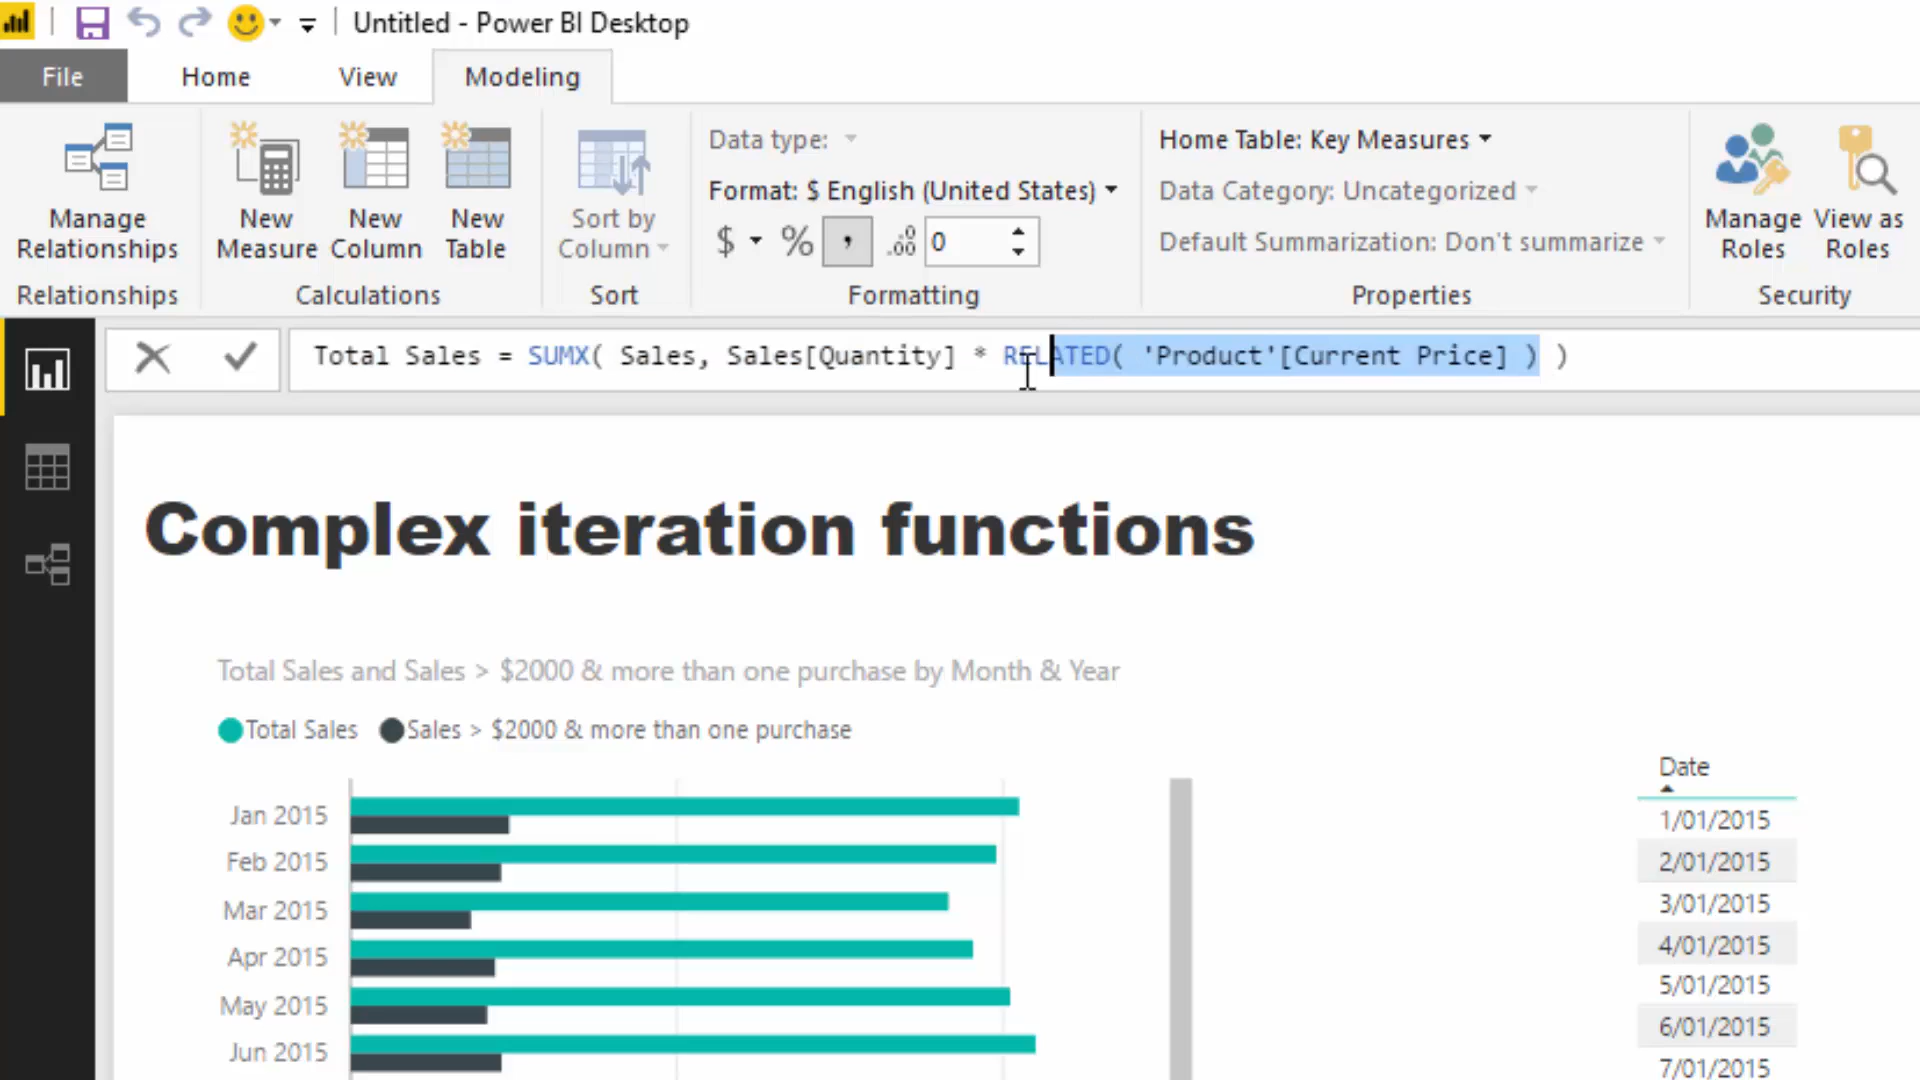 Untitled - Power BI Desktop
File Home View Modeling
Manage Relationships
New Measure
New Column
New Table
Sort by Column
Data type:
Format: $ English (United States)
$ % , .00 0
Home Table: Key Measures
Data Category: Uncategorized
Default Summarization: Don't summarize
Manage Roles
View as Roles
Relationships Calculations Sort Formatting Properties Security
Total Sales = SUMX( Sales, Sales[Quantity] * RELATED( 'Product'[Current Price] ) )
Complex iteration functions
Total Sales and Sales > $2000 & more than one purchase by Month & Year
Total Sales Sales > $2000 & more than one purchase
Jan 2015
Feb 2015
Mar 2015
Apr 2015
May 2015
Jun 2015
Date
1/01/2015
2/01/2015
3/01/2015
4/01/2015
5/01/2015
6/01/2015
7/01/2015